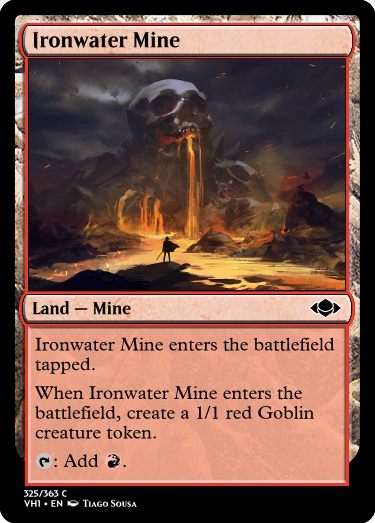 Ironwater Mine
Land — Mine
Ironwater Mine enters the battlefield
tapped.
When Ironwater Mine enters the
battlefield, create a 1/1 red Goblin
creature token.
: Add .
325/363 C
VH1 • EN Tiago Sousa